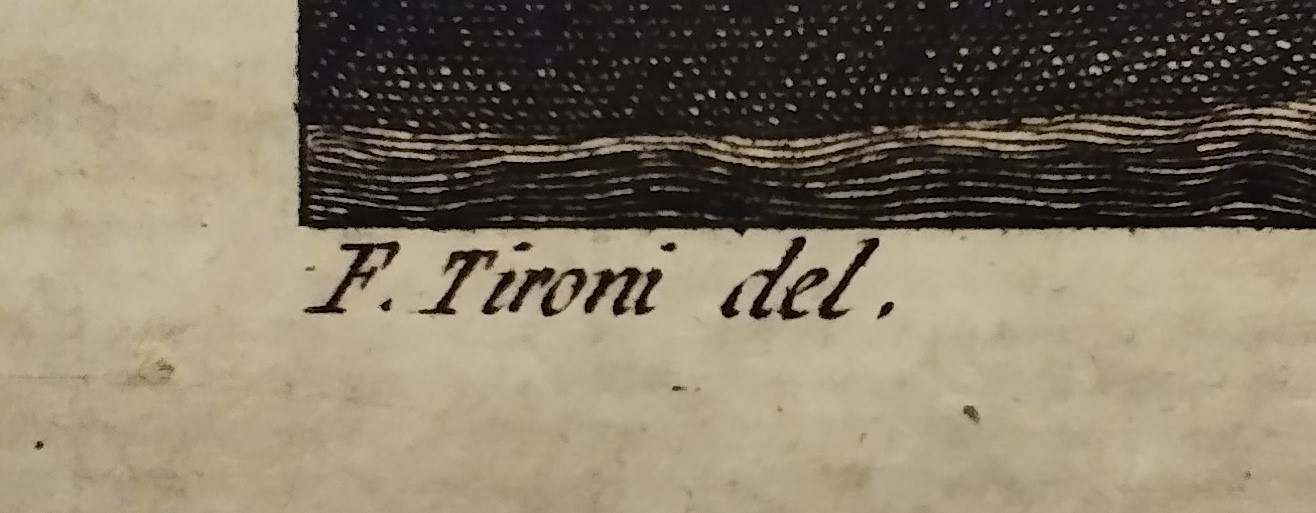 F. Tironi del.